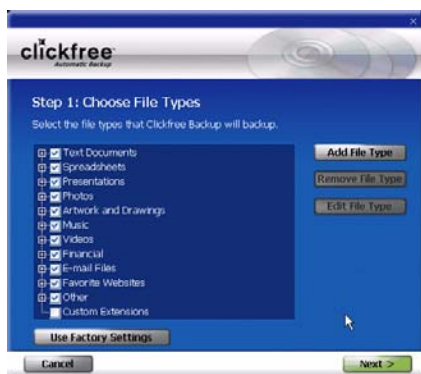 clickfree
Automatic Backup
Step 1: Choose File Types
Select the file types that Clickfree Backup will backup.
Text Documents
Spreadsheets
Presentations
Photos
Artwork and Drawings
Music
Videos
Financial
E-mail Files
Favorite Websites
Other
Custom Extensions
Add File Type
Remove File Type
Edit File Type
Use Factory Settings
Cancel
Next >